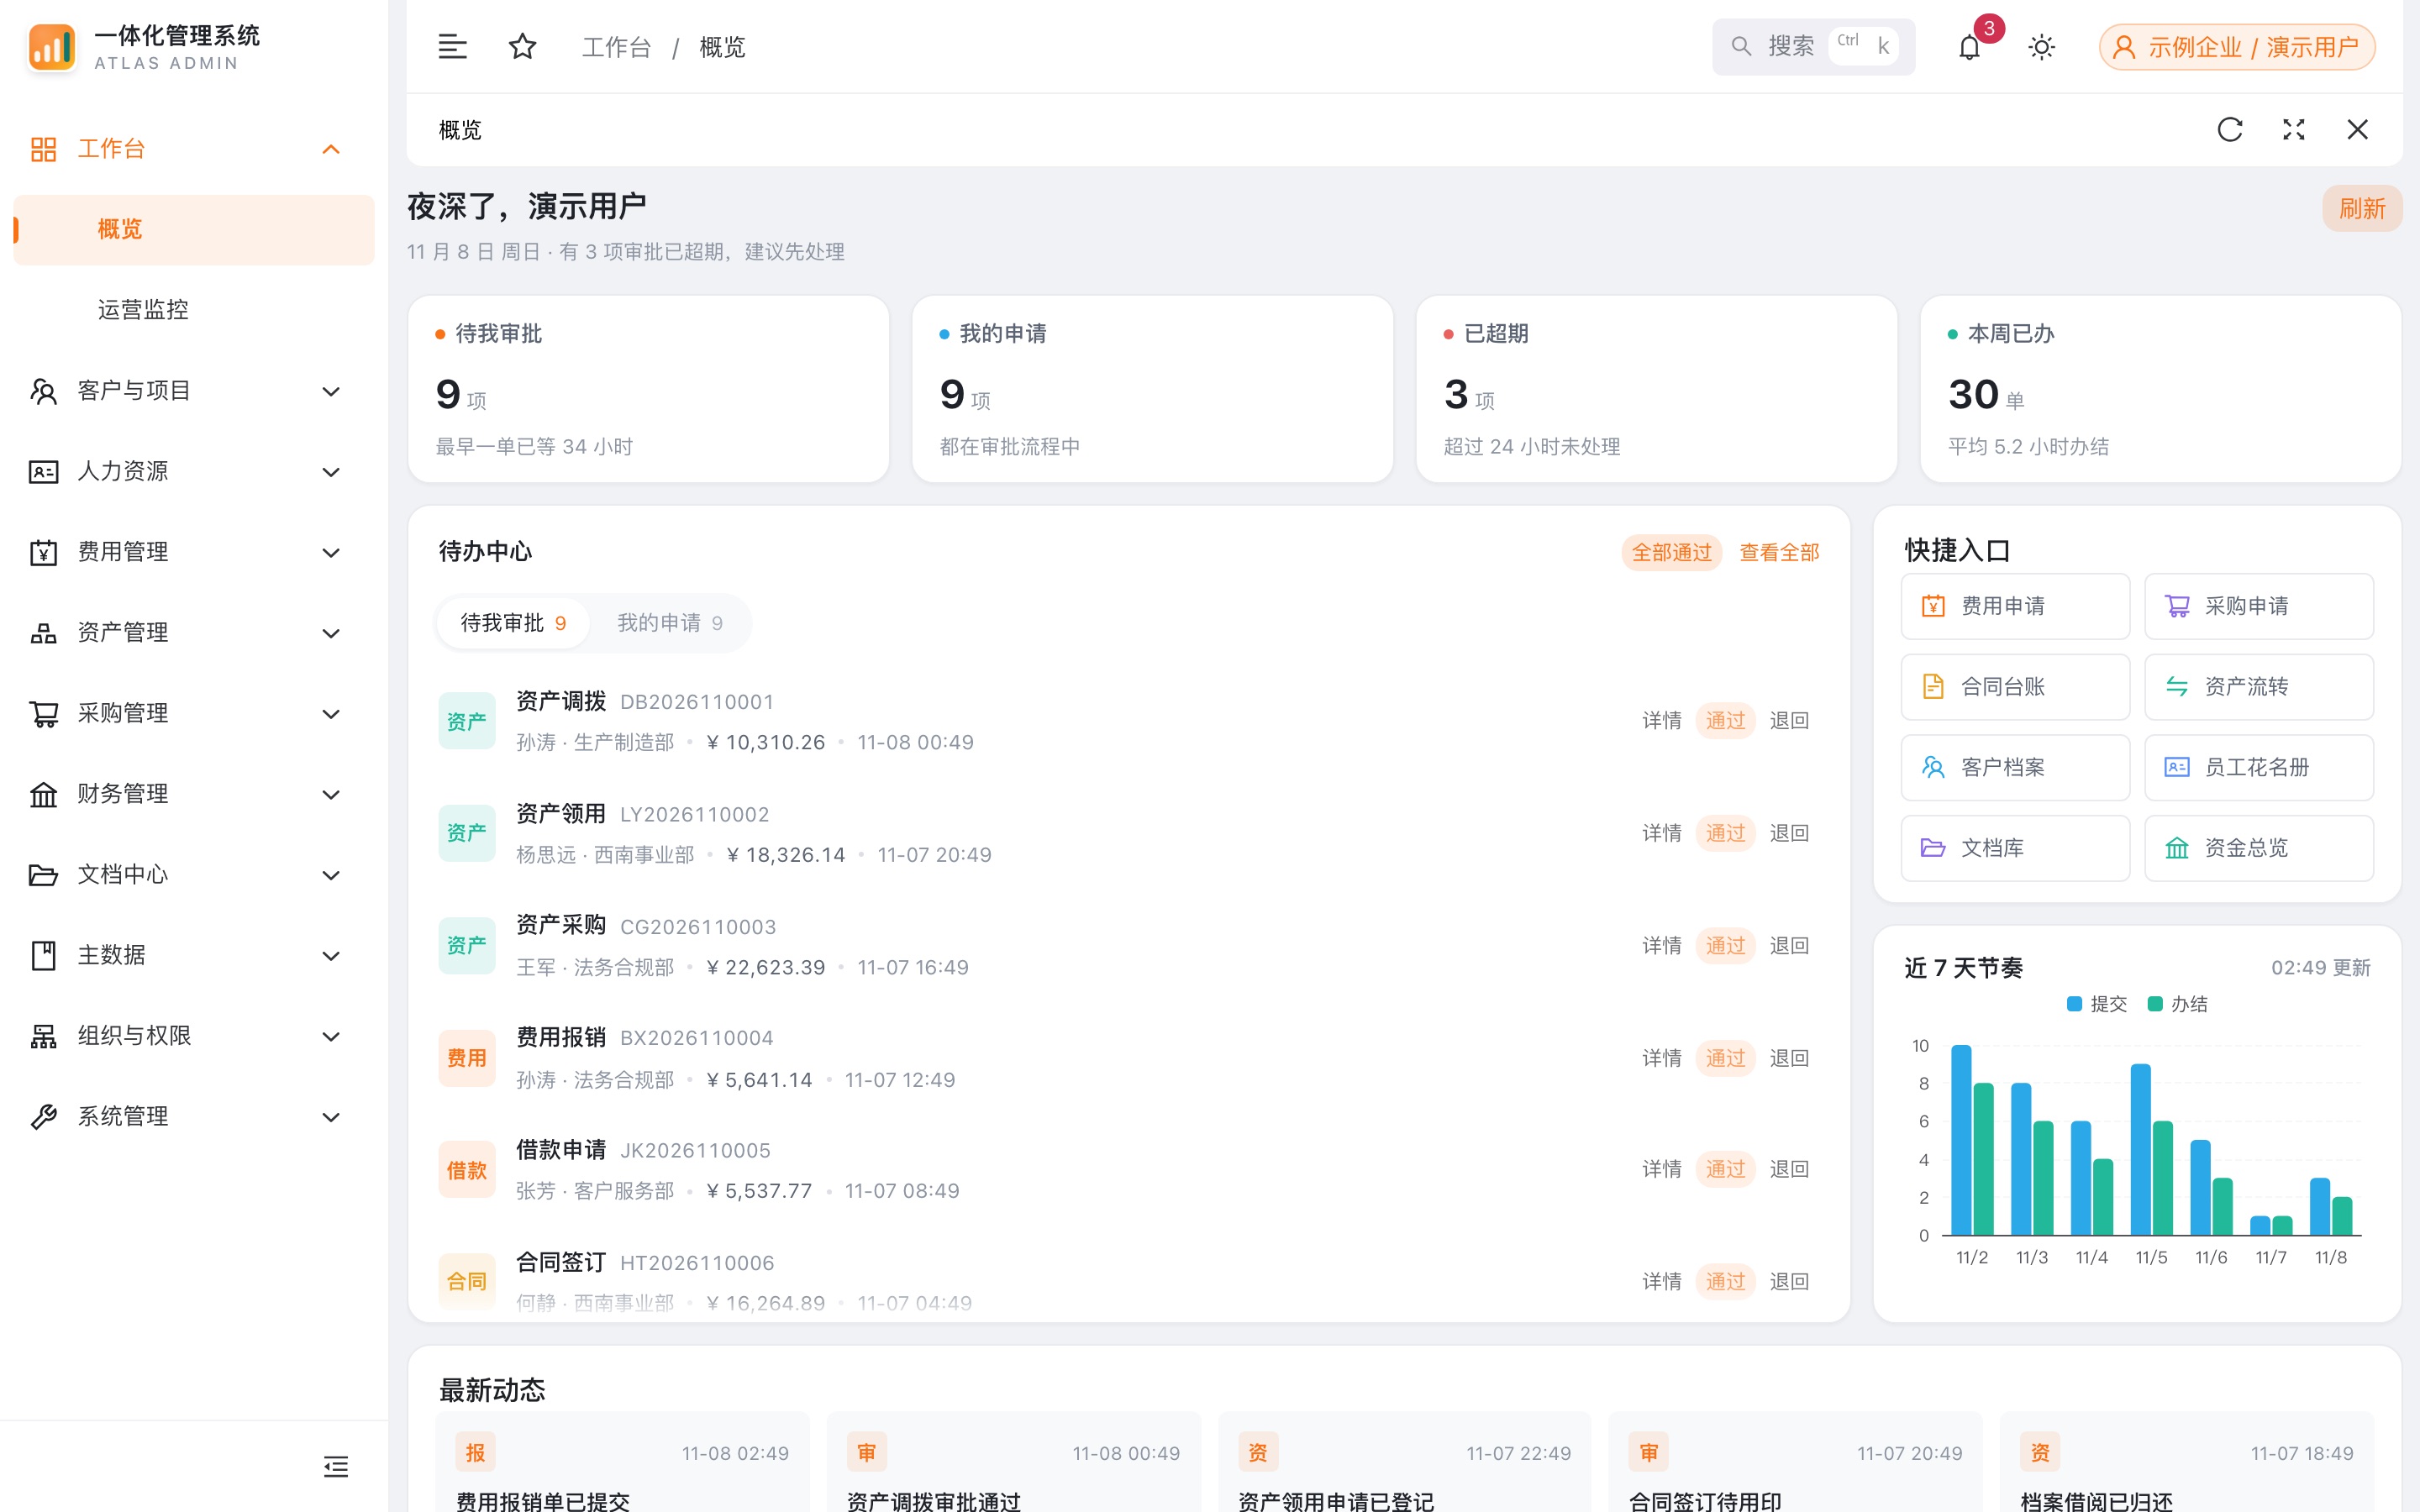 一体化管理系统
ATLAS ADMIN
工作台
概览
运营监控
客户与项目
人力资源
费用管理
资产管理
采购管理
财务管理
文档中心
主数据
组织与权限
系统管理
工作台 / 概览
搜索 Ctrl k
3
示例企业 / 演示用户
概览
夜深了，演示用户
刷新
11 月 8 日 周日 · 有 3 项审批已超期，建议先处理
待我审批
9 项
最早一单已等 34 小时
我的申请
9 项
都在审批流程中
已超期
3 项
超过 24 小时未处理
本周已办
30 单
平均 5.2 小时办结
待办中心
全部通过 查看全部
待我审批 9 我的申请 9
资产
资产调拨 DB2026110001
孙涛 · 生产制造部 • ¥ 10,310.26 • 11-08 00:49
详情 通过 退回
资产
资产领用 LY2026110002
杨思远 · 西南事业部 • ¥ 18,326.14 • 11-07 20:49
详情 通过 退回
资产
资产采购 CG2026110003
王军 · 法务合规部 • ¥ 22,623.39 • 11-07 16:49
详情 通过 退回
费用
费用报销 BX2026110004
孙涛 · 法务合规部 • ¥ 5,641.14 • 11-07 12:49
详情 通过 退回
借款
借款申请 JK2026110005
张芳 · 客户服务部 • ¥ 5,537.77 • 11-07 08:49
详情 通过 退回
合同
合同签订 HT2026110006
何静 · 西南事业部 • ¥ 16,264.89 • 11-07 04:49
详情 通过 退回
快捷入口
费用申请 采购申请
合同台账 资产流转
客户档案 员工花名册
文档库 资金总览
近 7 天节奏 02:49 更新
提交 办结
10
8
6
4
2
0
11/2 11/3 11/4 11/5 11/6 11/7 11/8
最新动态
报 11-08 02:49
费用报销单已提交
审 11-08 00:49
资产调拨审批通过
资 11-07 22:49
资产领用申请已登记
审 11-07 20:49
合同签订待用印
资 11-07 18:49
档案借阅已归还